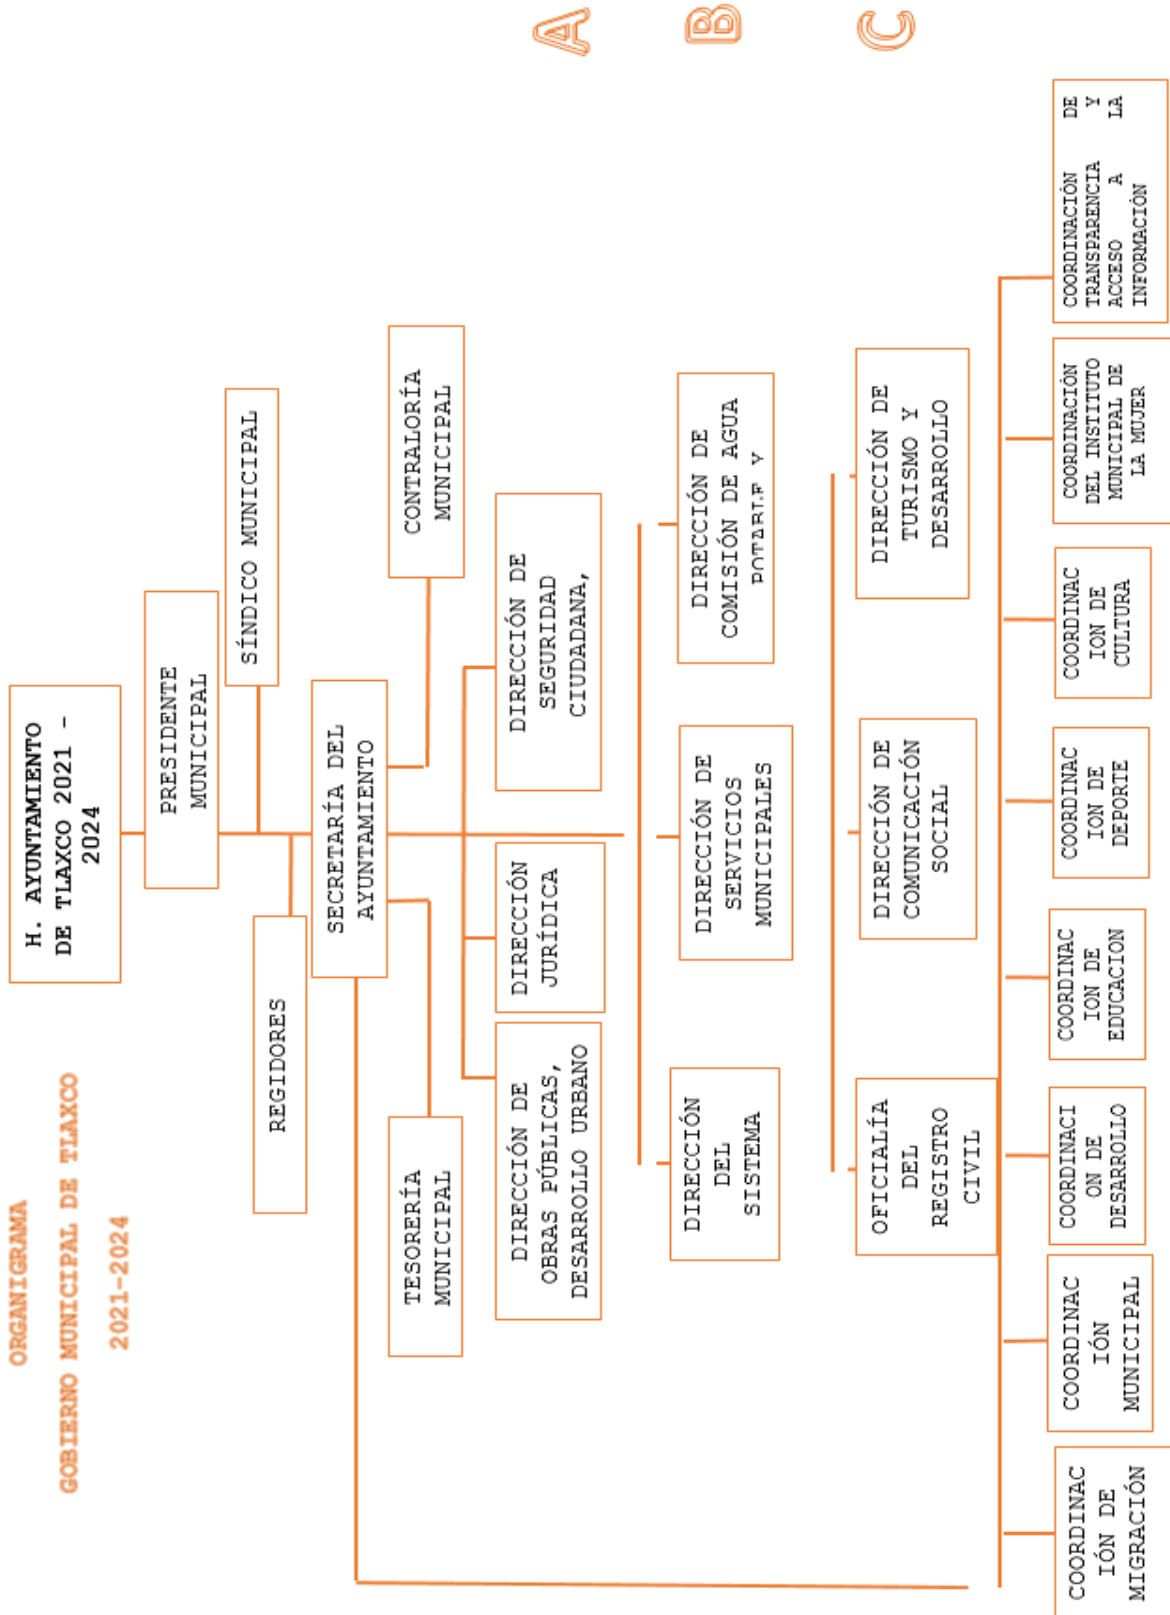 ORGANIGRAMA
GOBIERNO MUNICIPAL DE TLAXCO
2021-2024
H. AYUNTAMIENTO
DE TLAXCO 2021 –
2024
PRESIDENTE
MUNICIPAL
SÍNDICO MUNICIPAL
REGIDORES
SECRETARÍA DEL
AYUNTAMIENTO
TESORERÍA
MUNICIPAL
CONTRALORÍA
MUNICIPAL
DIRECCIÓN DE
OBRAS PÚBLICAS,
DESARROLLO URBANO
DIRECCIÓN
JURÍDICA
DIRECCIÓN DE
SEGURIDAD
CIUDADANA,
A
DIRECCIÓN
DEL
SISTEMA
DIRECCIÓN DE
SERVICIOS
MUNICIPALES
DIRECCIÓN DE
COMISIÓN DE AGUA
POTABLE Y
B
OFICIALÍA
DEL
REGISTRO
CIVIL
DIRECCIÓN DE
COMUNICACIÓN
SOCIAL
DIRECCIÓN DE
TURISMO Y
DESARROLLO
C
COORDINAC
IÓN DE
MIGRACIÓN
COORDINAC
IÓN
MUNICIPAL
COORDINACI
ON DE
DESARROLLO
COORDINAC
ION DE
EDUCACION
COORDINAC
ION DE
DEPORTE
COORDINAC
ION DE
CULTURA
COORDINACIÓN
DEL INSTITUTO
MUNICIPAL DE
LA MUJER
COORDINACIÓN DE
TRANSPARENCIA Y
ACCESO A LA
INFORMACIÓN